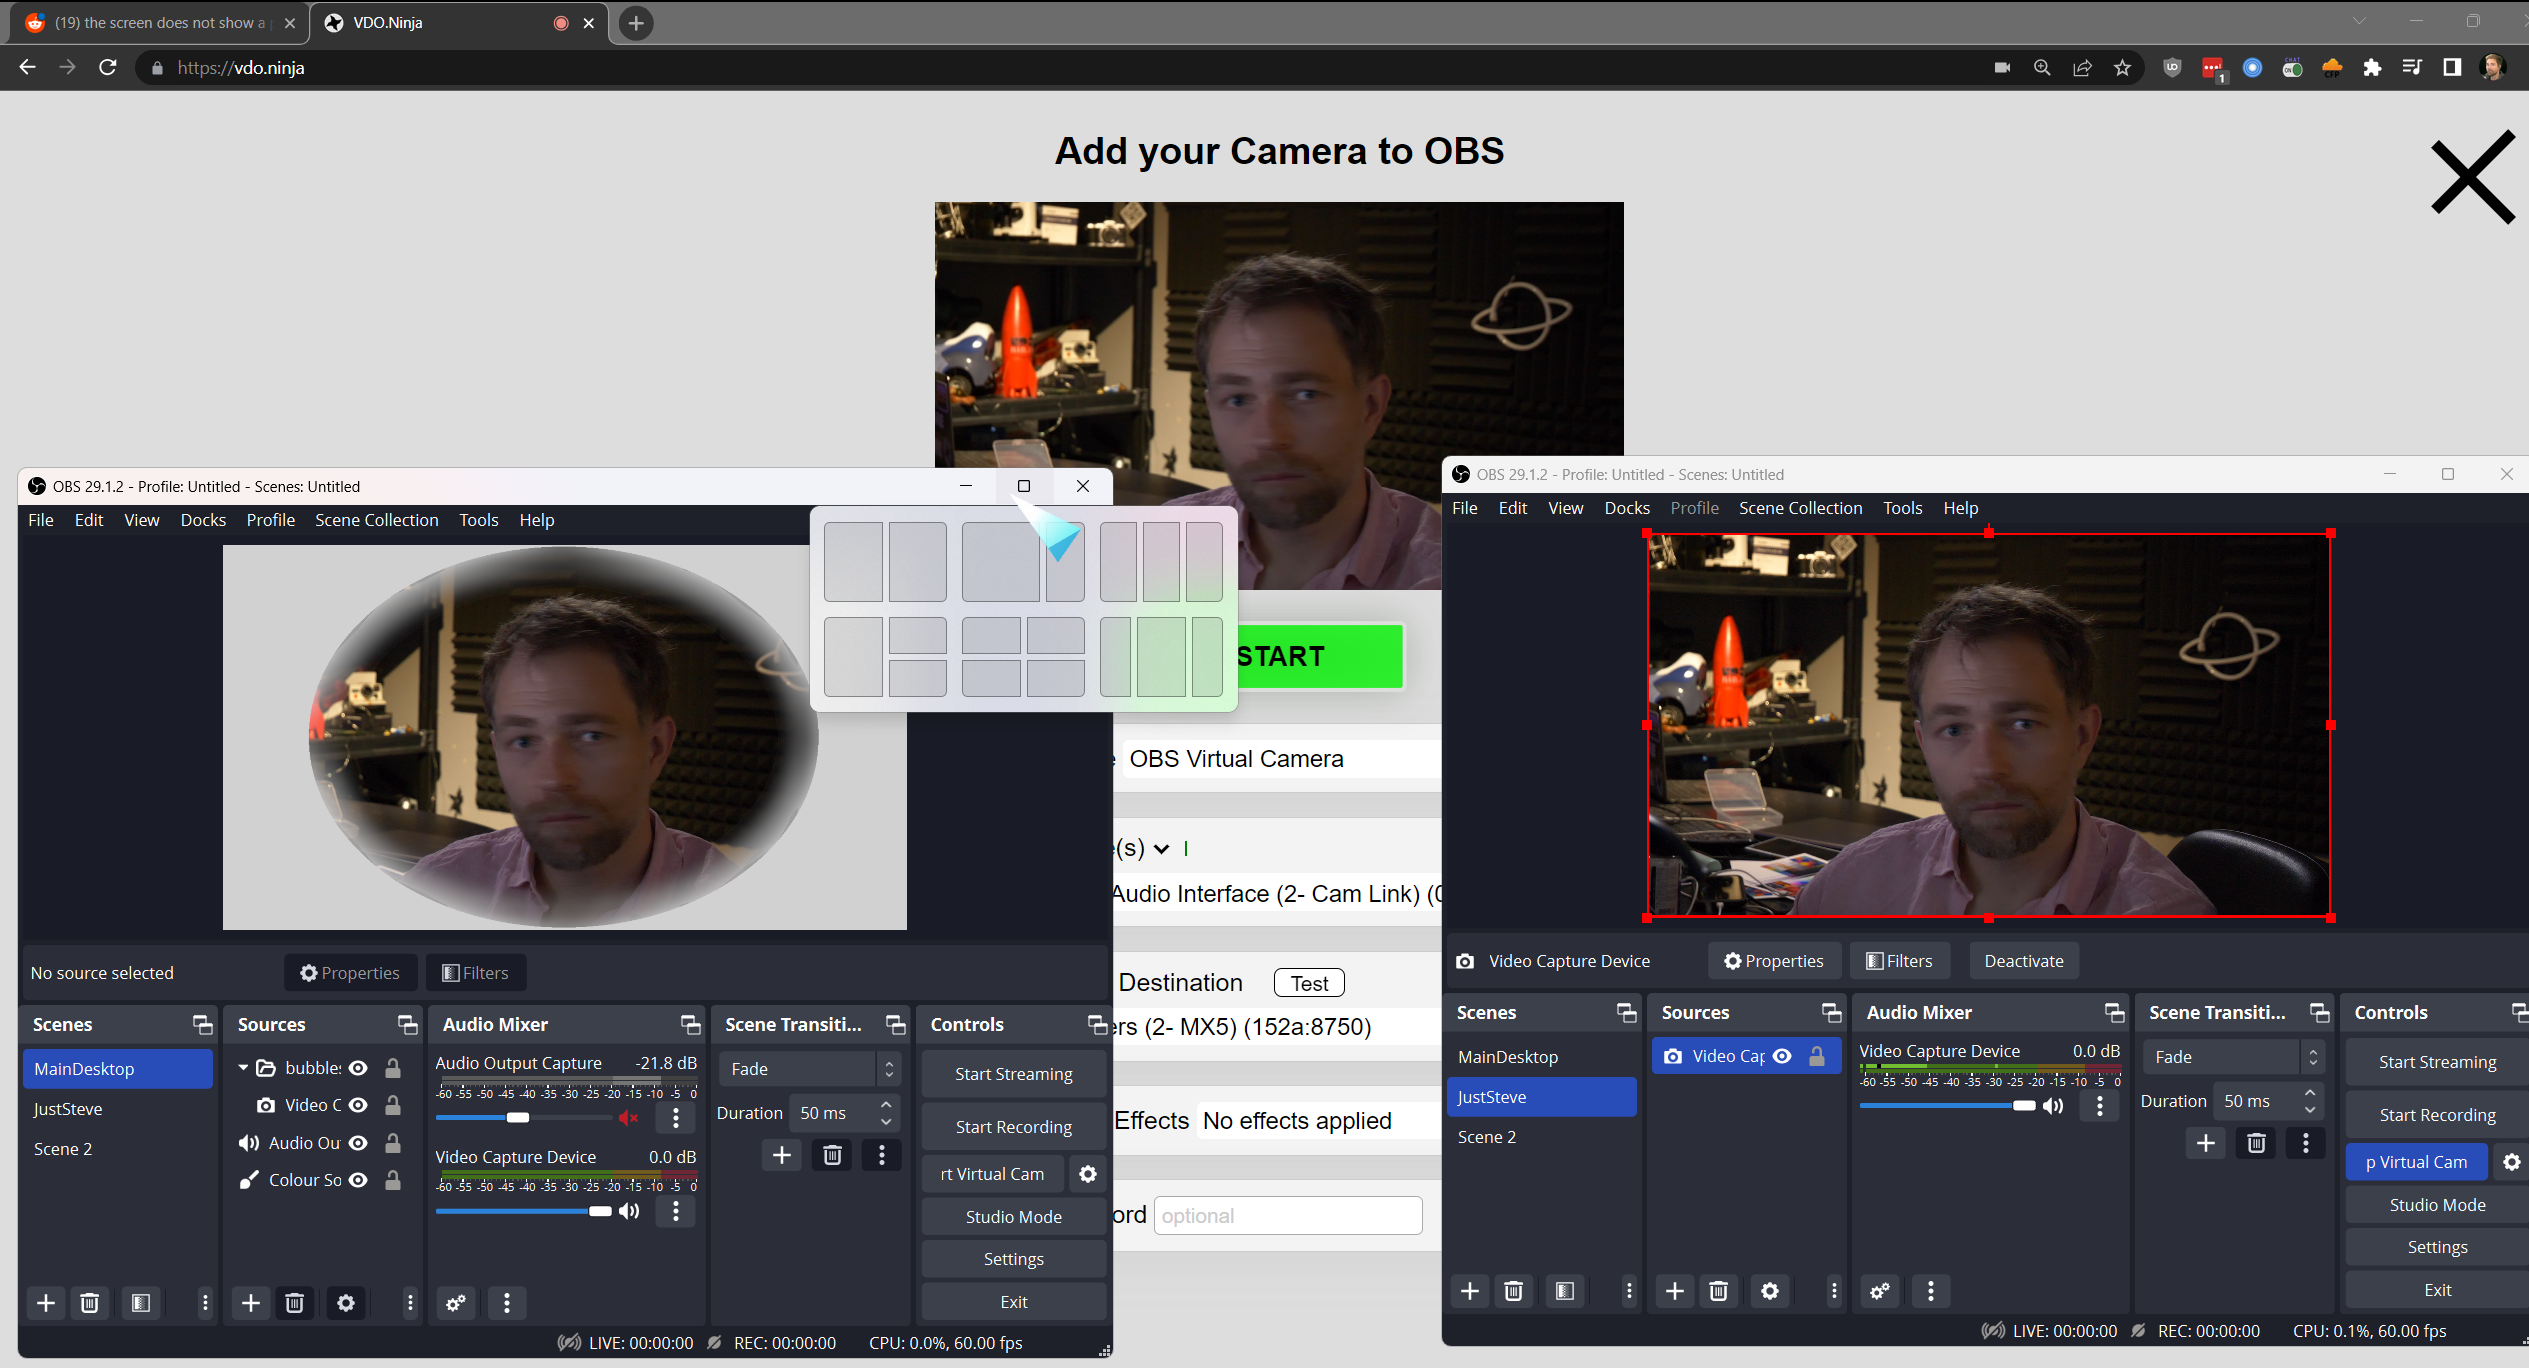 (19) the screen does not show a
VDO.Ninja
https://vdo.ninja
1
CHAT
ON
CFP
Add your Camera to OBS
START
OBS Virtual Camera
(s)
Audio Interface (2- Cam Link) (0
Destination
Test
ers (2- MX5) (152a:8750)
Effects
No effects applied
ord
optional
OBS 29.1.2 - Profile: Untitled - Scenes: Untitled
File
Edit
View
Docks
Profile
Scene Collection
Tools
Help
No source selected
Properties
Filters
Scenes
MainDesktop
JustSteve
Scene 2
Sources
bubble
Video C
Audio Ou
Colour So
Audio Mixer
Audio Output Capture
-21.8 dB
-60 -55 -50 -45 -40 -35 -30 -25 -20 -15 -10 -5 0
Video Capture Device
0.0 dB
-60 -55 -50 -45 -40 -35 -30 -25 -20 -15 -10 -5 0
Scene Transiti...
Fade
Duration
50 ms
Controls
Start Streaming
Start Recording
rt Virtual Cam
Studio Mode
Settings
Exit
LIVE: 00:00:00
REC: 00:00:00
CPU: 0.0%, 60.00 fps
OBS 29.1.2 - Profile: Untitled - Scenes: Untitled
File
Edit
View
Docks
Profile
Scene Collection
Tools
Help
Video Capture Device
Properties
Filters
Deactivate
Scenes
MainDesktop
JustSteve
Scene 2
Sources
Video Cap
Audio Mixer
Video Capture Device
0.0 dB
-60 -55 -50 -45 -40 -35 -30 -25 -20 -15 -10 -5 0
Scene Transiti...
Fade
Duration
50 ms
Controls
Start Streaming
Start Recording
p Virtual Cam
Studio Mode
Settings
Exit
LIVE: 00:00:00
REC: 00:00:00
CPU: 0.1%, 60.00 fps